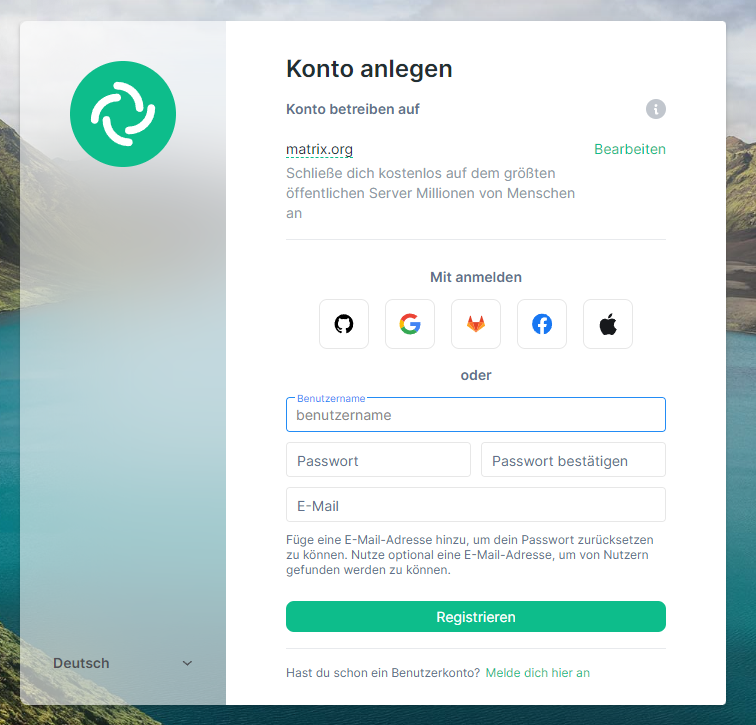 Konto anlegen
Konto betreiben auf
matrix.org
Bearbeiten
Schließe dich kostenlos auf dem größten
öffentlichen Server Millionen von Menschen
an
Mit anmelden
oder
Benutzername
benutzername
Passwort
Passwort bestätigen
E-Mail
Füge eine E-Mail-Adresse hinzu, um dein Passwort zurücksetzen
zu können. Nutze optional eine E-Mail-Adresse, um von Nutzern
gefunden werden zu können.
Registrieren
Hast du schon ein Benutzerkonto? Melde dich hier an
Deutsch